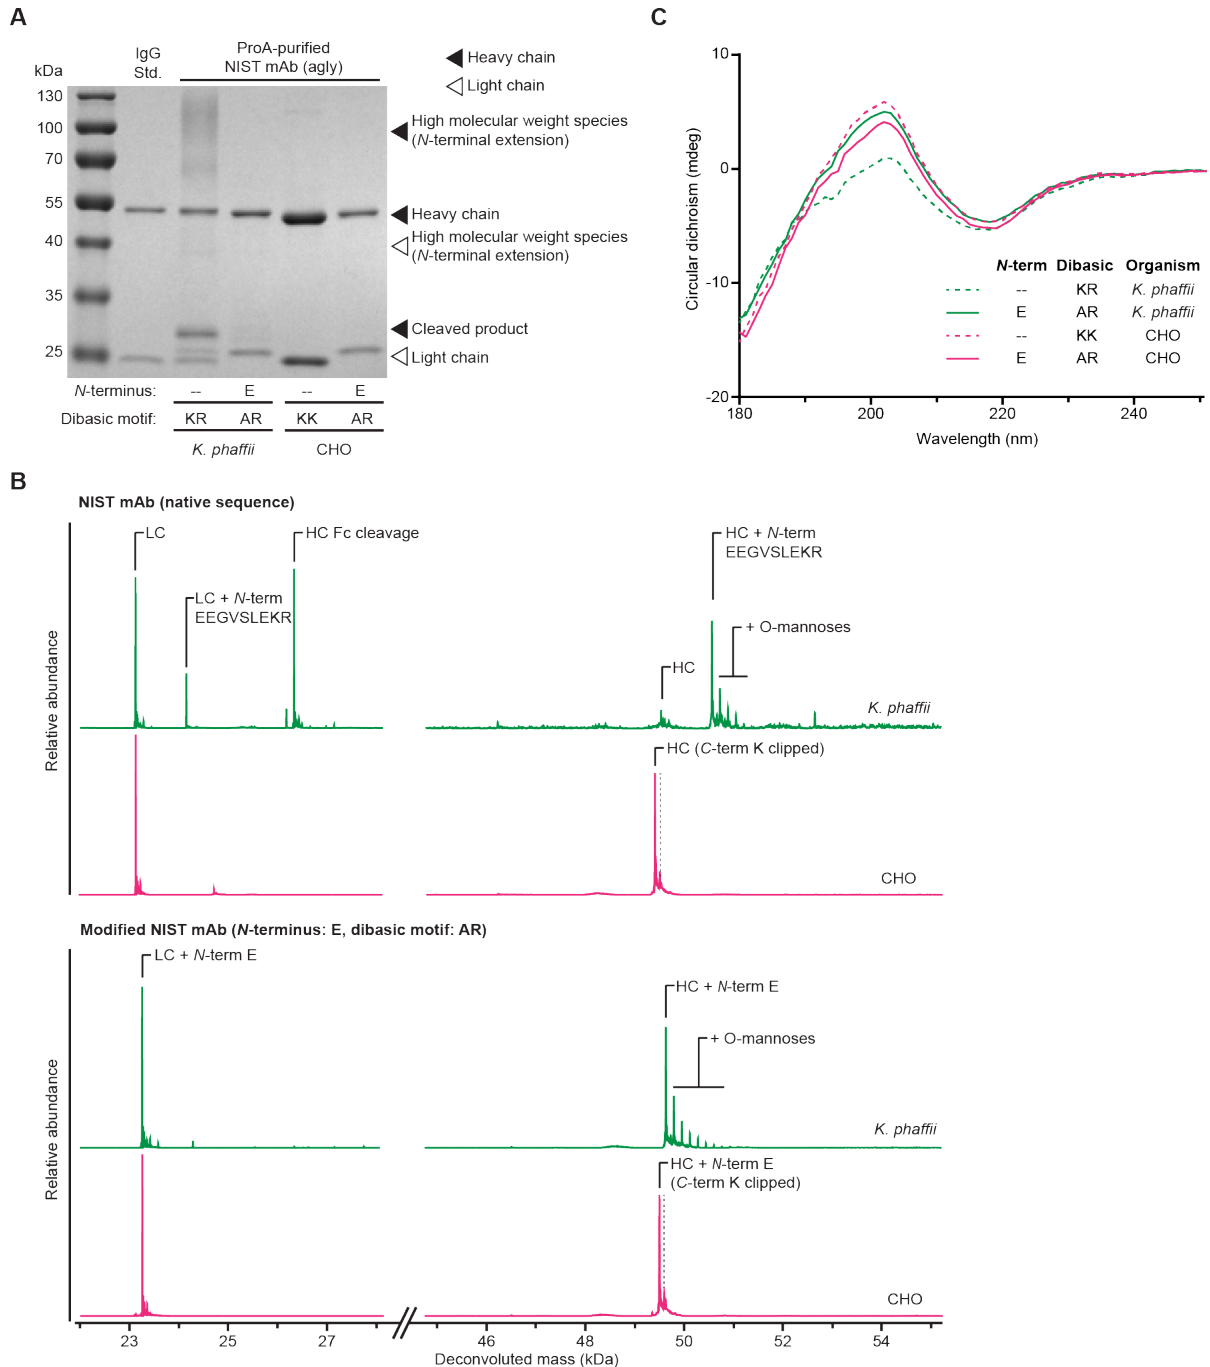 A
IgG
Std.
ProA-purified
NIST mAb (agly)
kDa
130
100
70
55
40
35
25
Heavy chain
Light chain
High molecular weight species
(N-terminal extension)
Heavy chain
High molecular weight species
(N-terminal extension)
Cleaved product
Light chain
N-terminus: -- E -- E
Dibasic motif: KR AR KK AR
K. phaffii CHO
C
Circular dichroism (mdeg)
10
0
-10
-20
180 200 220 240
Wavelength (nm)
N-term Dibasic Organism
-- KR K. phaffii
E AR K. phaffii
-- KK CHO
E AR CHO
B
NIST mAb (native sequence)
Relative abundance
LC
LC + N-term
EEGVSLEKR
HC Fc cleavage
HC + N-term
EEGVSLEKR
+ O-mannoses
HC
K. phaffii
HC (C-term K clipped)
CHO
Modified NIST mAb (N-terminus: E, dibasic motif: AR)
Relative abundance
LC + N-term E
HC + N-term E
+ O-mannoses
K. phaffii
HC + N-term E
(C-term K clipped)
CHO
23 25 27 46 48 50 52 54
Deconvoluted mass (kDa)